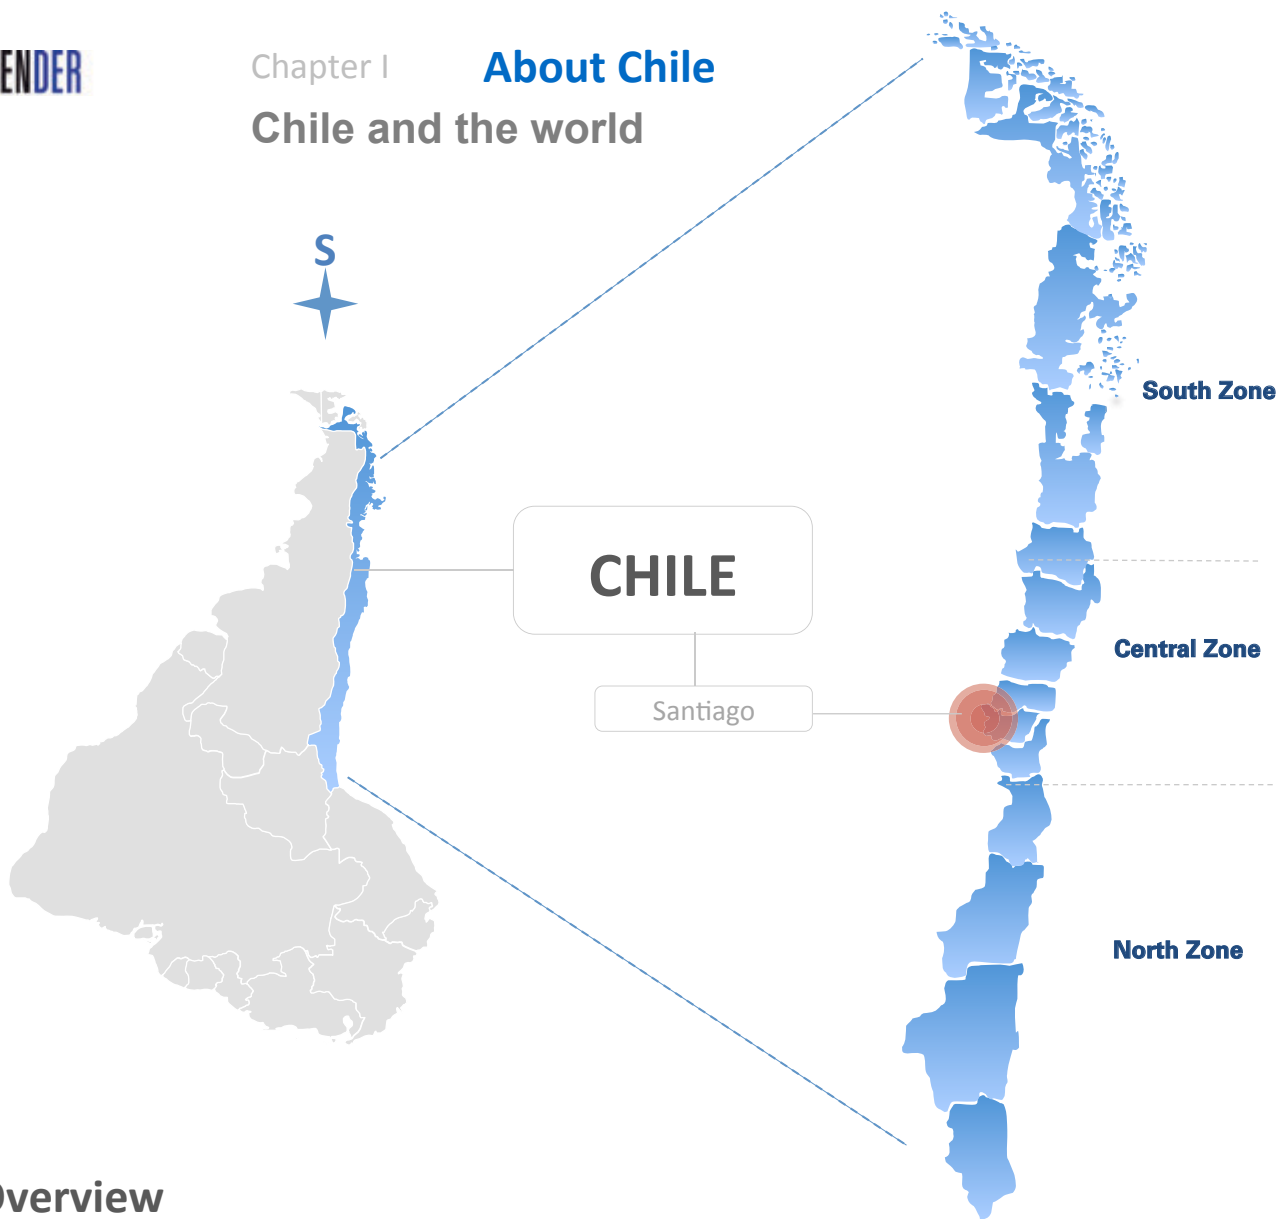 ENDER
Chapter I
About Chile
Chile and the world
S
South Zone
CHILE
Central Zone
Santiago
North Zone
Overview